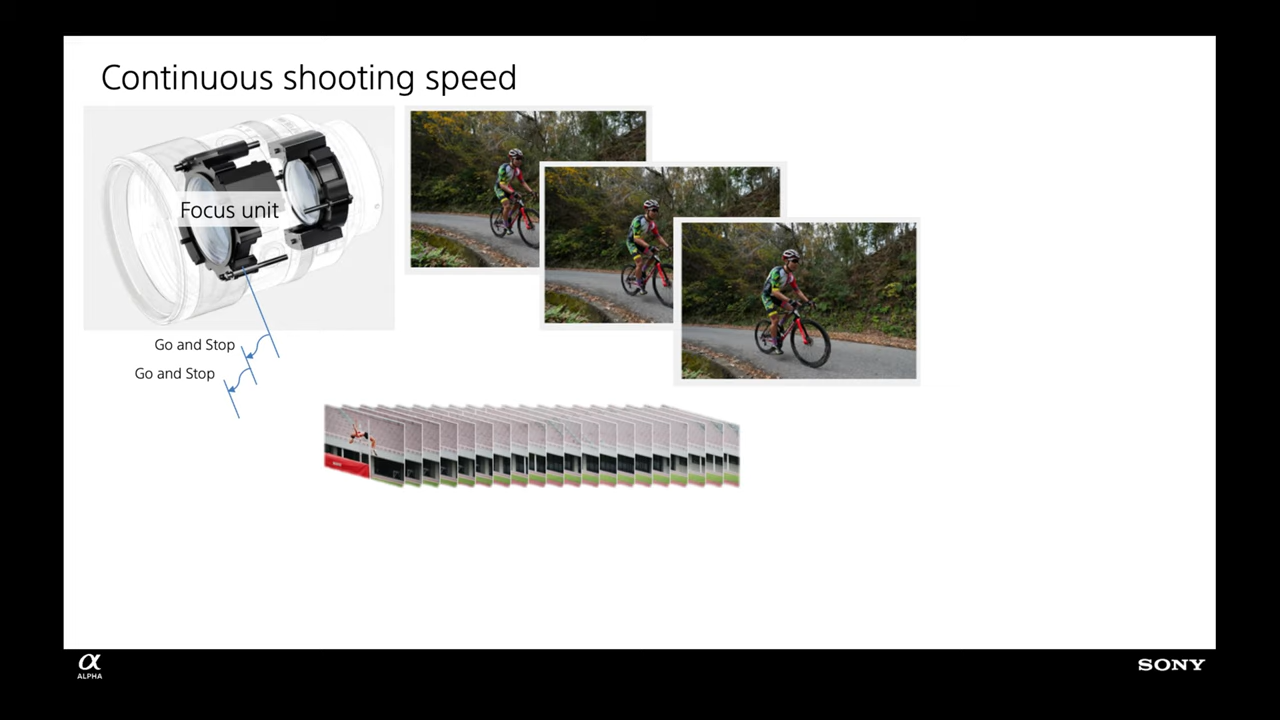 Continuous shooting speed
Focus unit
Go and Stop
Go and Stop
α
ALPHA
SONY